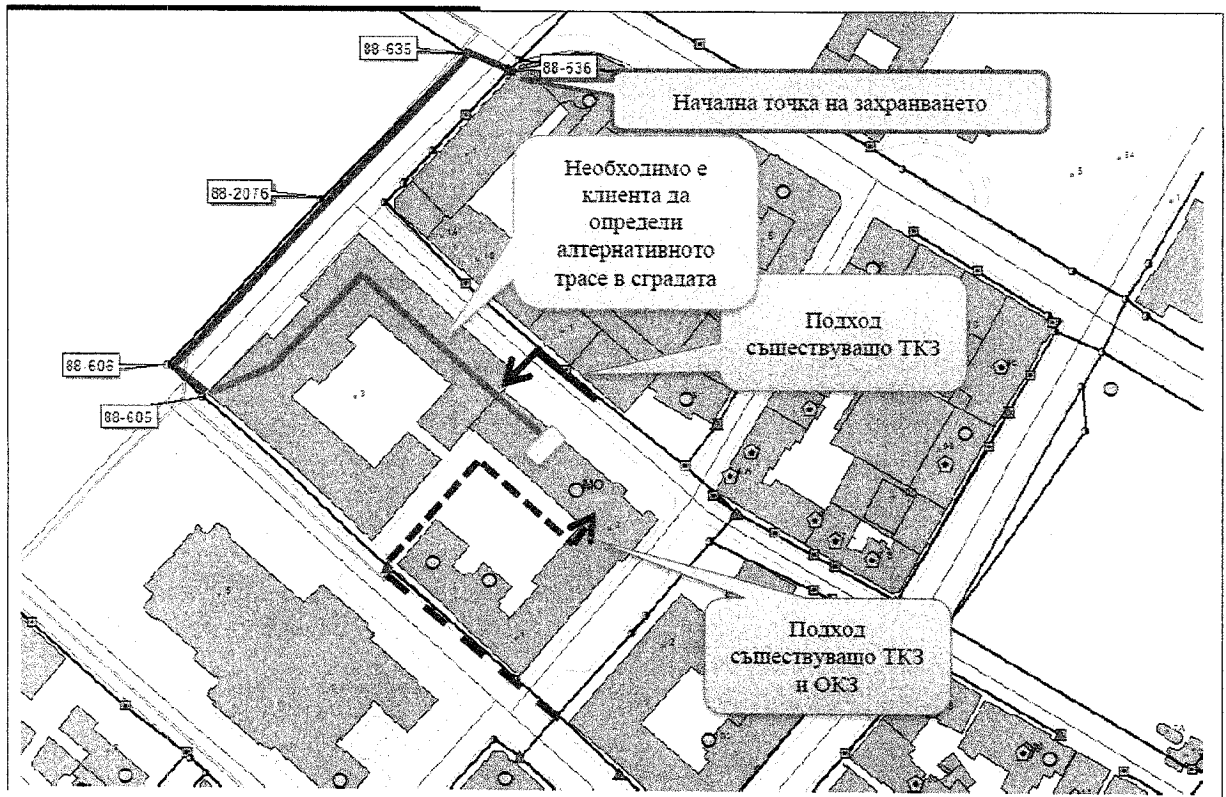 88-635
88-636
Начална точка на захранването
Необходимо е
клиента да
определи
алтернативното
трасе в сградата
88-2076
Подход
съществуващо ТКЗ
88-606
88-605
МО
Подход
съществуващо ТКЗ
и ОКЗ